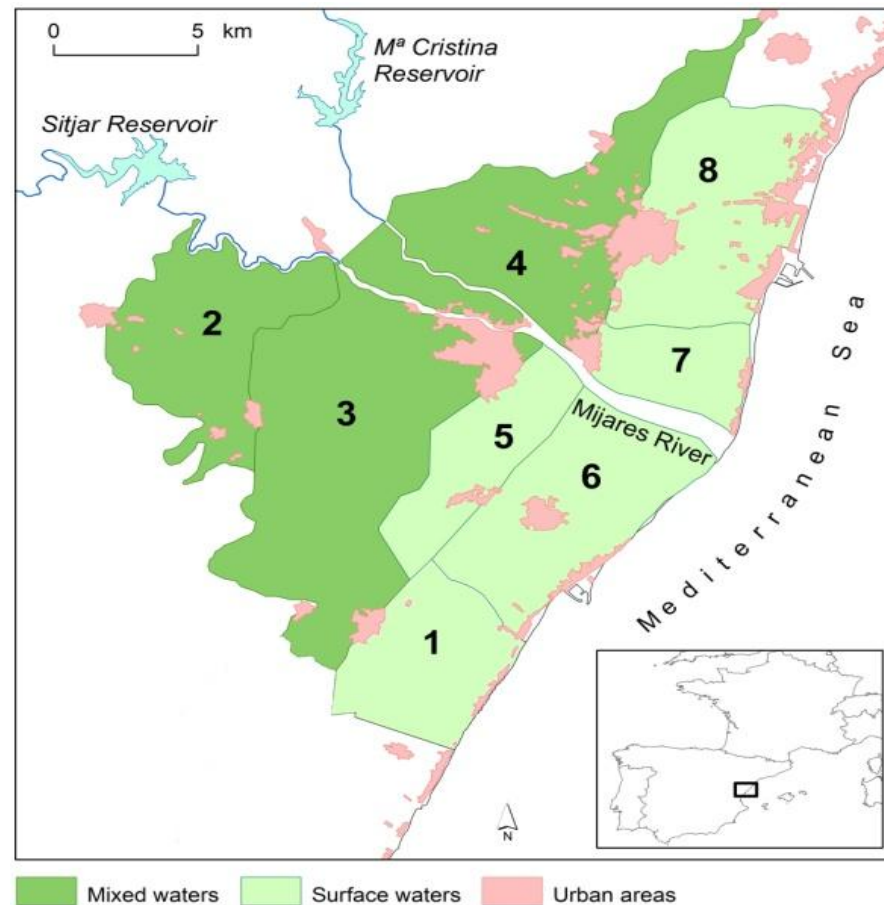 0 5 km
Mª Cristina
Reservoir
Sitjar Reservoir
8
4
2
7
3
Mijares River
5
6
Mediterranean Sea
1
N
Mixed waters Surface waters Urban areas